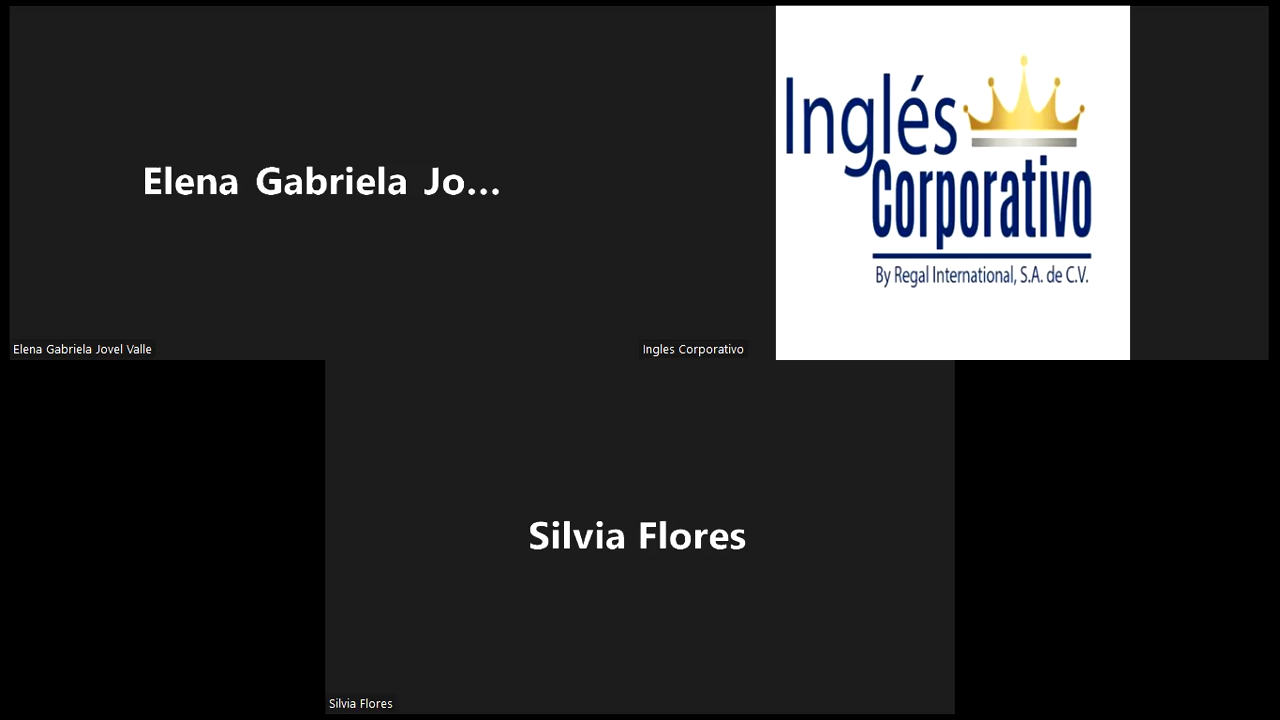 Elena Gabriela Jo...
Elena Gabriela Jovel Valle
Inglés
Corporativo
By Regal International, S.A. de C.V.
Ingles Corporativo
Silvia Flores
Silvia Flores